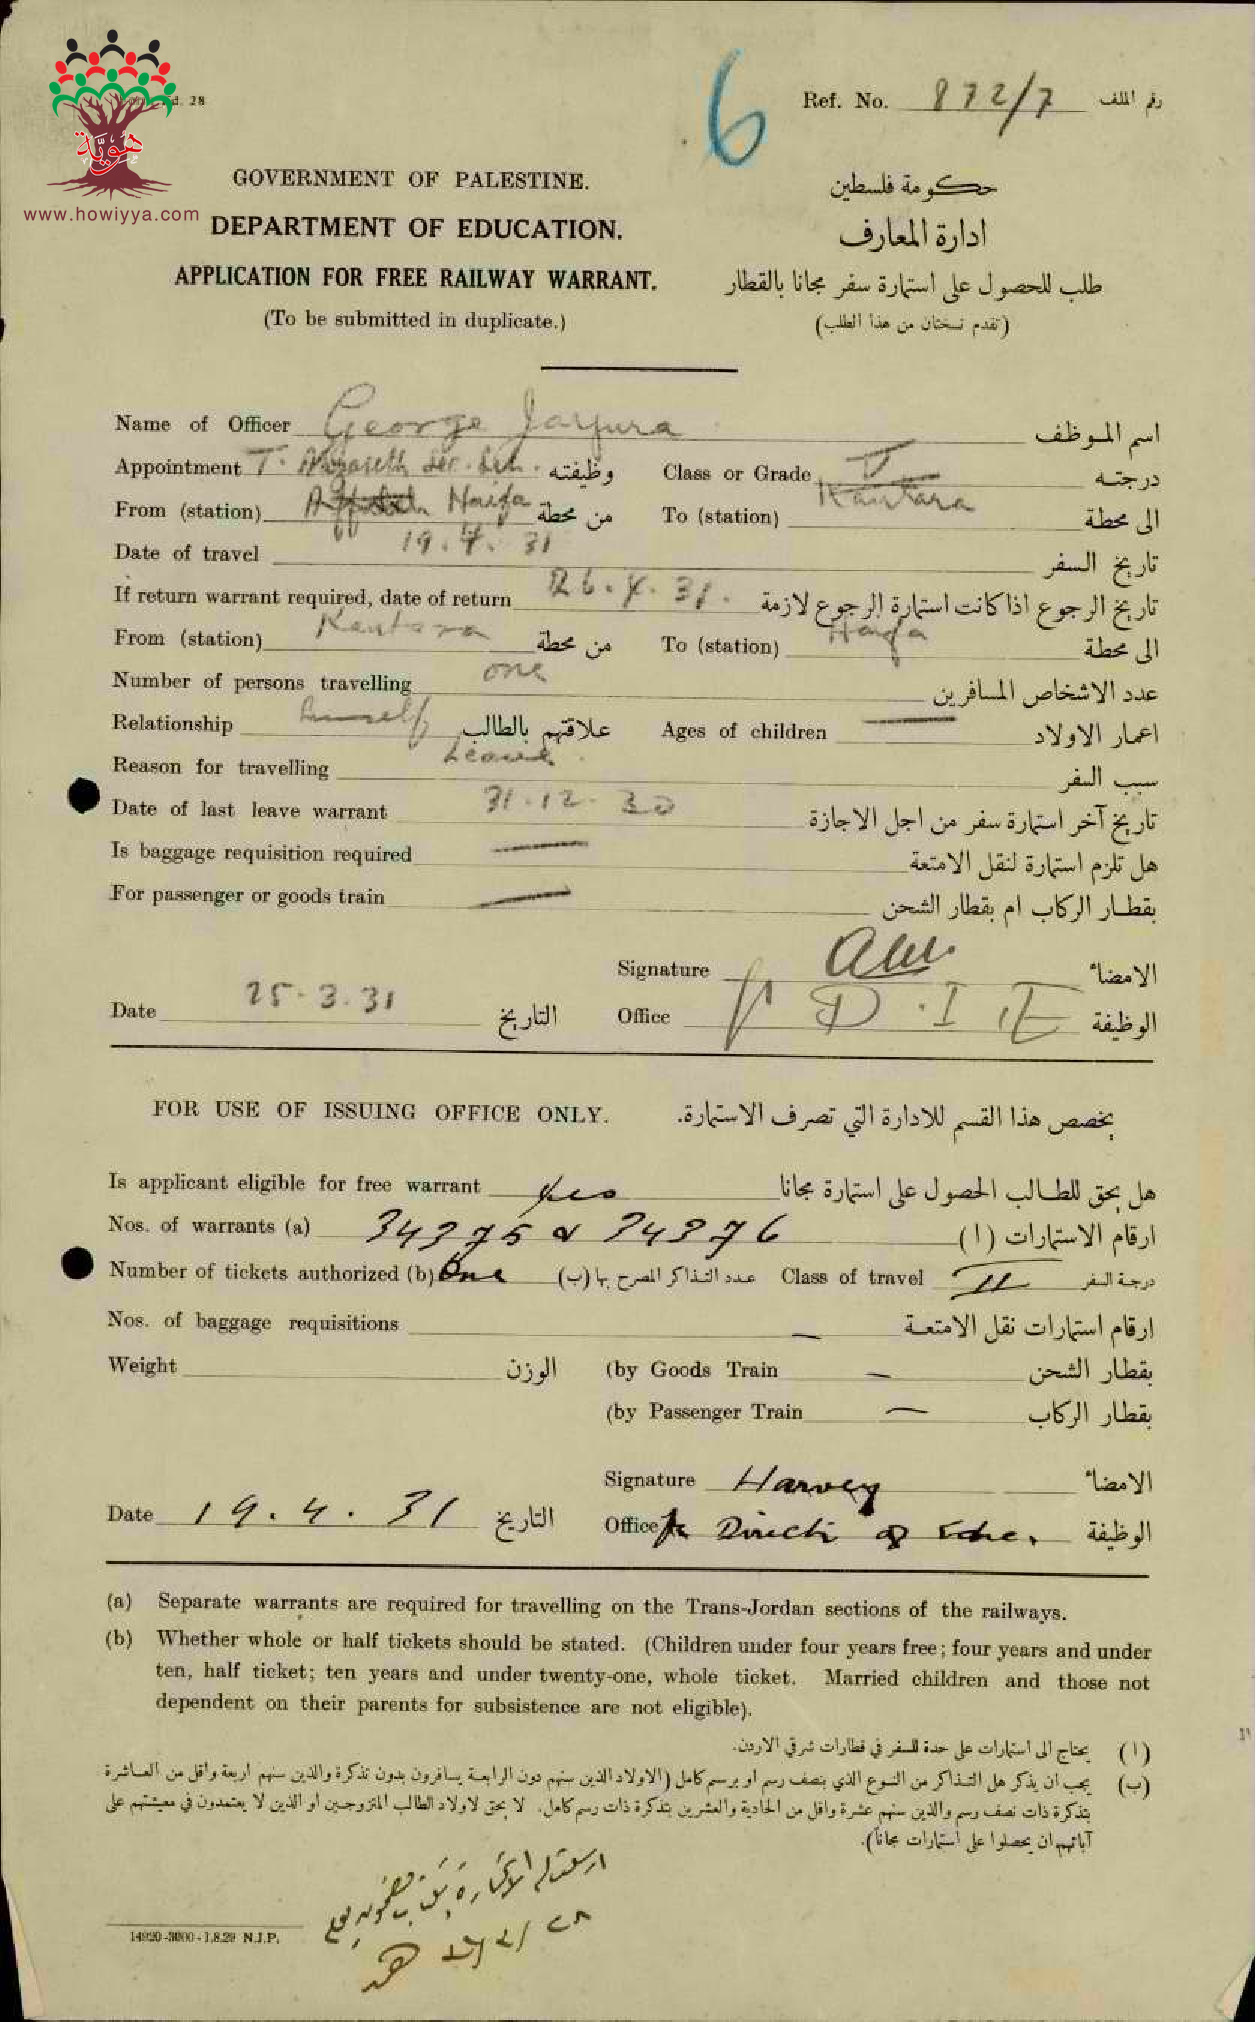 d. 28
هويّة
www.howiyya.com
6
Ref. No. 872/7 رقم الملف
GOVERNMENT OF PALESTINE. حكومة فلسطين
DEPARTMENT OF EDUCATION. ادارة المعارف
APPLICATION FOR FREE RAILWAY WARRANT. طلب للحصول على استمارة سفر مجانا بالقطار
(To be submitted in duplicate.) (تقدم نسختان من هذا الطلب)
Name of Officer George Jarjura اسم الموظف
Appointment T. Nazareth Sec. Sch. وظيفته Class or Grade V درجته
From (station) Haifa من محطة To (station) Kantara الى محطة
Date of travel 19.4.31 تاريخ السفر
If return warrant required, date of return 26.4.31. تاريخ الرجوع اذا كانت استمارة الرجوع لازمة
From (station) Kantara من محطة To (station) Haifa الى محطة
Number of persons travelling one عدد الاشخاص المسافرين
Relationship himself علاقتهم بالطالب Ages of children — اعمار الاولاد
Reason for travelling Leave. سبب السفر
Date of last leave warrant 31.12.30 تاريخ آخر استمارة سفر من اجل الاجازة
Is baggage requisition required — هل تلزم استمارة لنقل الامتعة
For passenger or goods train — بقطار الركاب ام بقطار الشحن
Signature الامضاء
Date 25.3.31 التاريخ Office D.I.E الوظيفة
FOR USE OF ISSUING OFFICE ONLY. يخصص هذا القسم للادارة التي تصرف الاستمارة.
Is applicant eligible for free warrant Yes هل يحق للطالب الحصول على استمارة مجانا
Nos. of warrants (a) 34375 & 34376 ارقام الاستمارات (ا)
Number of tickets authorized (b) One عدد التذاكر المصرح بها (ب) Class of travel II درجة السفر
Nos. of baggage requisitions — ارقام استمارات نقل الامتعة
Weight الوزن (by Goods Train — بقطار الشحن
(by Passenger Train — بقطار الركاب
Signature Harvey الامضاء
Date 19.4.31 التاريخ Office for Director of Educ. الوظيفة
(a) Separate warrants are required for travelling on the Trans-Jordan sections of the railways.
(b) Whether whole or half tickets should be stated. (Children under four years free; four years and under
ten, half ticket; ten years and under twenty-one, whole ticket. Married children and those not
dependent on their parents for subsistence are not eligible).
(ا) يحتاج الى استمارات على حدة للسفر في قطارات شرقي الاردن.
(ب) يجب ان يذكر هل التذاكر من النوع الذي بنصف رسم او برسم كامل (الاولاد الذين سنهم دون الرابعة يسافرون بدون تذكرة والذين سنهم اربعة واقل من العاشرة
بتذكرة ذات نصف رسم والذين سنهم عشرة واقل من الحادية والعشرين بتذكرة ذات رسم كامل. لا يحق لاولاد الطالب المتزوجين او الذين لا يعتمدون في معيشتهم على
آبائهم ان يحصلوا على استمارات مجاناً).
14920-3000-1.8.29 N.J.P.